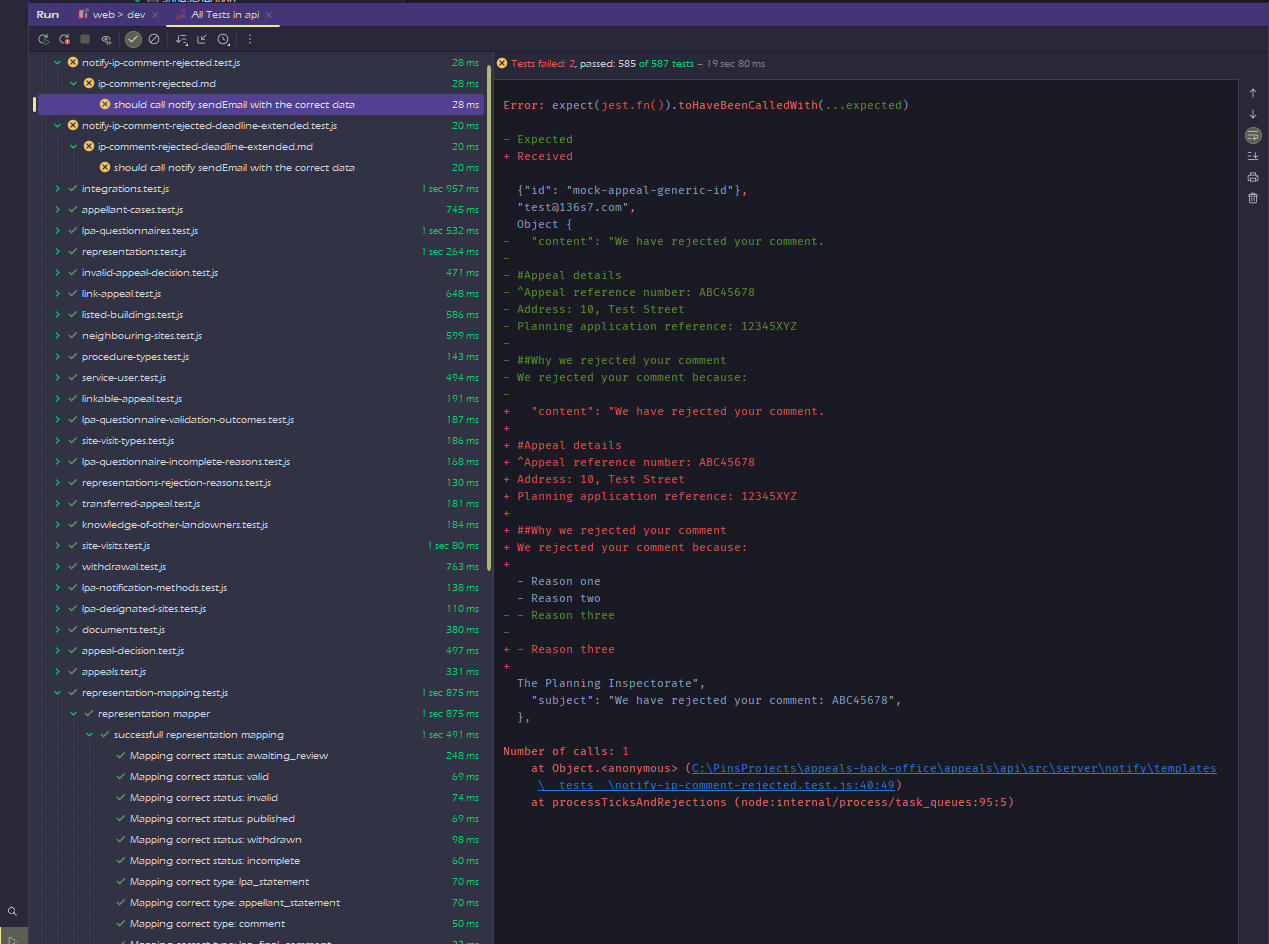 Run
web > dev
All Tests in api
notify-ip-comment-rejected.test.js 28 ms
ip-comment-rejected.md 28 ms
should call notify sendEmail with the correct data 28 ms
notify-ip-comment-rejected-deadline-extended.test.js 20 ms
ip-comment-rejected-deadline-extended.md 20 ms
should call notify sendEmail with the correct data 20 ms
integrations.test.js 1 sec 957 ms
appellant-cases.test.js 745 ms
lpa-questionnaires.test.js 1 sec 532 ms
representations.test.js 1 sec 264 ms
invalid-appeal-decision.test.js 471 ms
link-appeal.test.js 648 ms
listed-buildings.test.js 586 ms
neighbouring-sites.test.js 599 ms
procedure-types.test.js 143 ms
service-user.test.js 494 ms
linkable-appeal.test.js 191 ms
lpa-questionnaire-validation-outcomes.test.js 187 ms
site-visit-types.test.js 186 ms
lpa-questionnaire-incomplete-reasons.test.js 168 ms
representations-rejection-reasons.test.js 130 ms
transferred-appeal.test.js 181 ms
knowledge-of-other-landowners.test.js 184 ms
site-visits.test.js 1 sec 80 ms
withdrawal.test.js 763 ms
lpa-notification-methods.test.js 138 ms
lpa-designated-sites.test.js 110 ms
documents.test.js 380 ms
appeal-decision.test.js 497 ms
appeals.test.js 331 ms
representation-mapping.test.js 1 sec 875 ms
representation mapper 1 sec 875 ms
successfull representation mapping 1 sec 491 ms
Mapping correct status: awaiting_review 248 ms
Mapping correct status: valid 69 ms
Mapping correct status: invalid 74 ms
Mapping correct status: published 69 ms
Mapping correct status: withdrawn 98 ms
Mapping correct status: incomplete 60 ms
Mapping correct type: lpa_statement 70 ms
Mapping correct type: appellant_statement 70 ms
Mapping correct type: comment 50 ms
Tests failed: 2, passed: 585 of 587 tests – 19 sec 80 ms
Error: expect(jest.fn()).toHaveBeenCalledWith(...expected)
- Expected
+ Received
{"id": "mock-appeal-generic-id"},
"test@136s7.com",
Object {
-   "content": "We have rejected your comment.
-
- #Appeal details
- ^Appeal reference number: ABC45678
- Address: 10, Test Street
- Planning application reference: 12345XYZ
-
- ##Why we rejected your comment
- We rejected your comment because:
-
+   "content": "We have rejected your comment.
+
+ #Appeal details
+ ^Appeal reference number: ABC45678
+ Address: 10, Test Street
+ Planning application reference: 12345XYZ
+
+ ##Why we rejected your comment
+ We rejected your comment because:
+
- Reason one
- Reason two
- - Reason three
-
+ - Reason three
+
The Planning Inspectorate",
"subject": "We have rejected your comment: ABC45678",
},
Number of calls: 1
at Object.<anonymous> (C:\PinsProjects\appeals-back-office\appeals\api\src\server\notify\templates
\__tests__\notify-ip-comment-rejected.test.js:40:49)
at processTicksAndRejections (node:internal/process/task_queues:95:5)